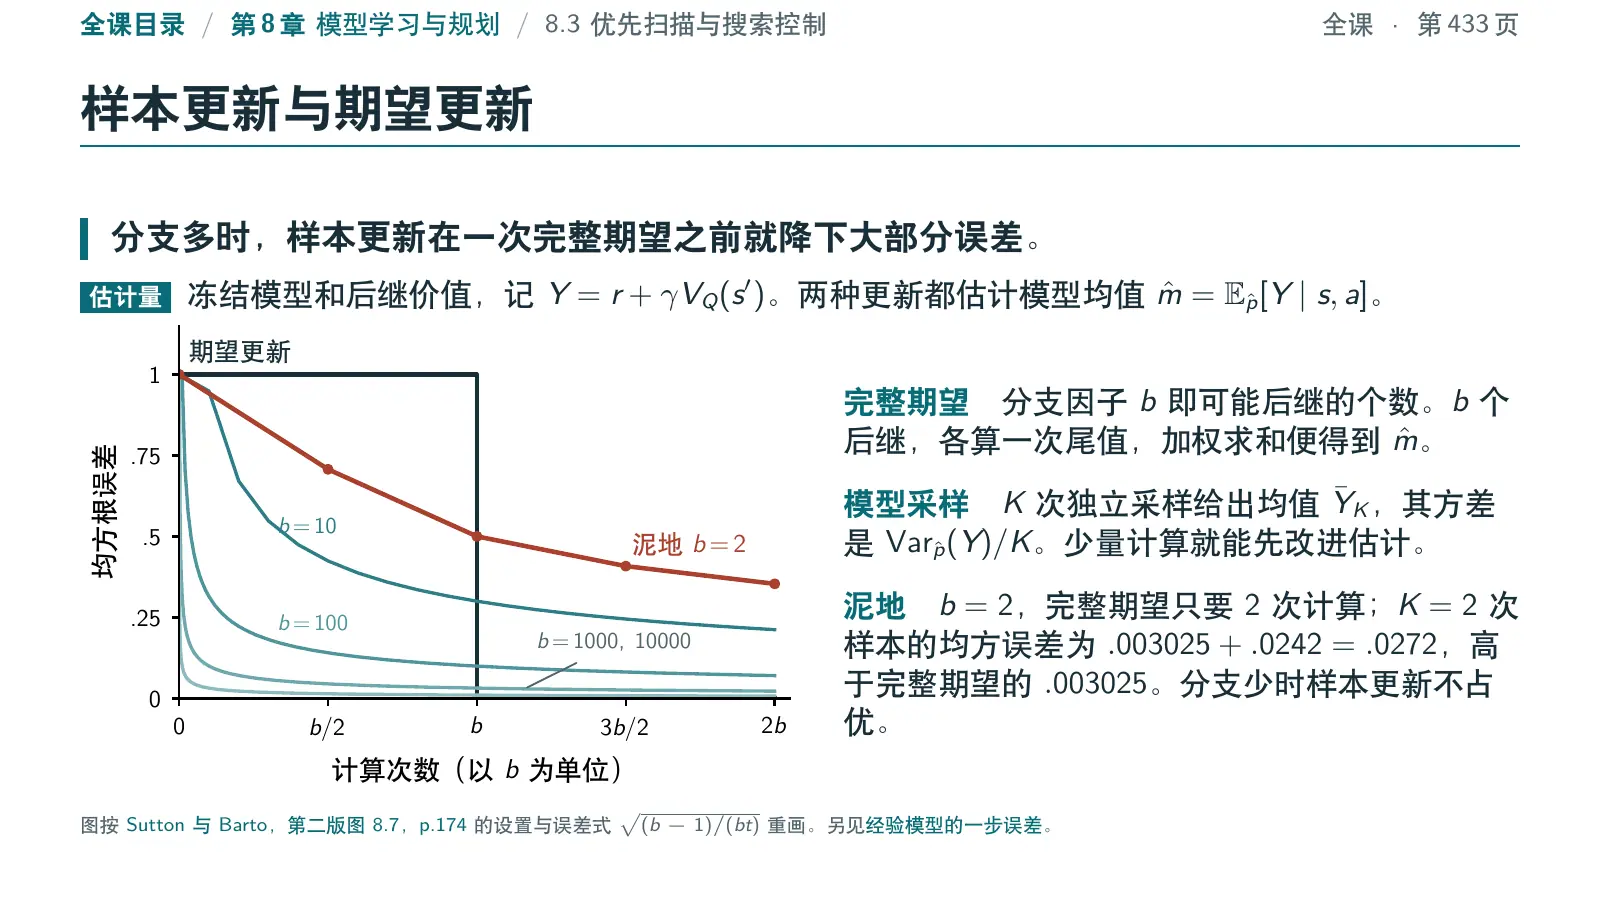 全课目录 / 第 8 章 模型学习与规划 / 8.3 优先扫描与搜索控制
全课 · 第 433 页
样本更新与期望更新
分支多时，样本更新在一次完整期望之前就降下大部分误差。
估计量 冻结模型和后继价值，记 Y = r + γV_Q(s′)。两种更新都估计模型均值 m̂ = 𝔼_p̂[Y | s, a]。
期望更新
1
.75
.5
.25
0
均方根误差
b = 10
b = 100
泥地 b = 2
b = 1000, 10000
0
b/2
b
3b/2
2b
计算次数（以 b 为单位）
完整期望 分支因子 b 即可能后继的个数。b 个
后继，各算一次尾值，加权求和便得到 m̂。
模型采样 K 次独立采样给出均值 Ȳ_K，其方差
是 Var_p̂(Y)/K。少量计算就能先改进估计。
泥地 b = 2，完整期望只要 2 次计算；K = 2 次
样本的均方误差为 .003025 + .0242 = .0272，高
于完整期望的 .003025。分支少时样本更新不占
优。
图按 Sutton 与 Barto，第二版图 8.7，p.174 的设置与误差式 √(b − 1)/(bt) 重画。另见经验模型的一步误差。